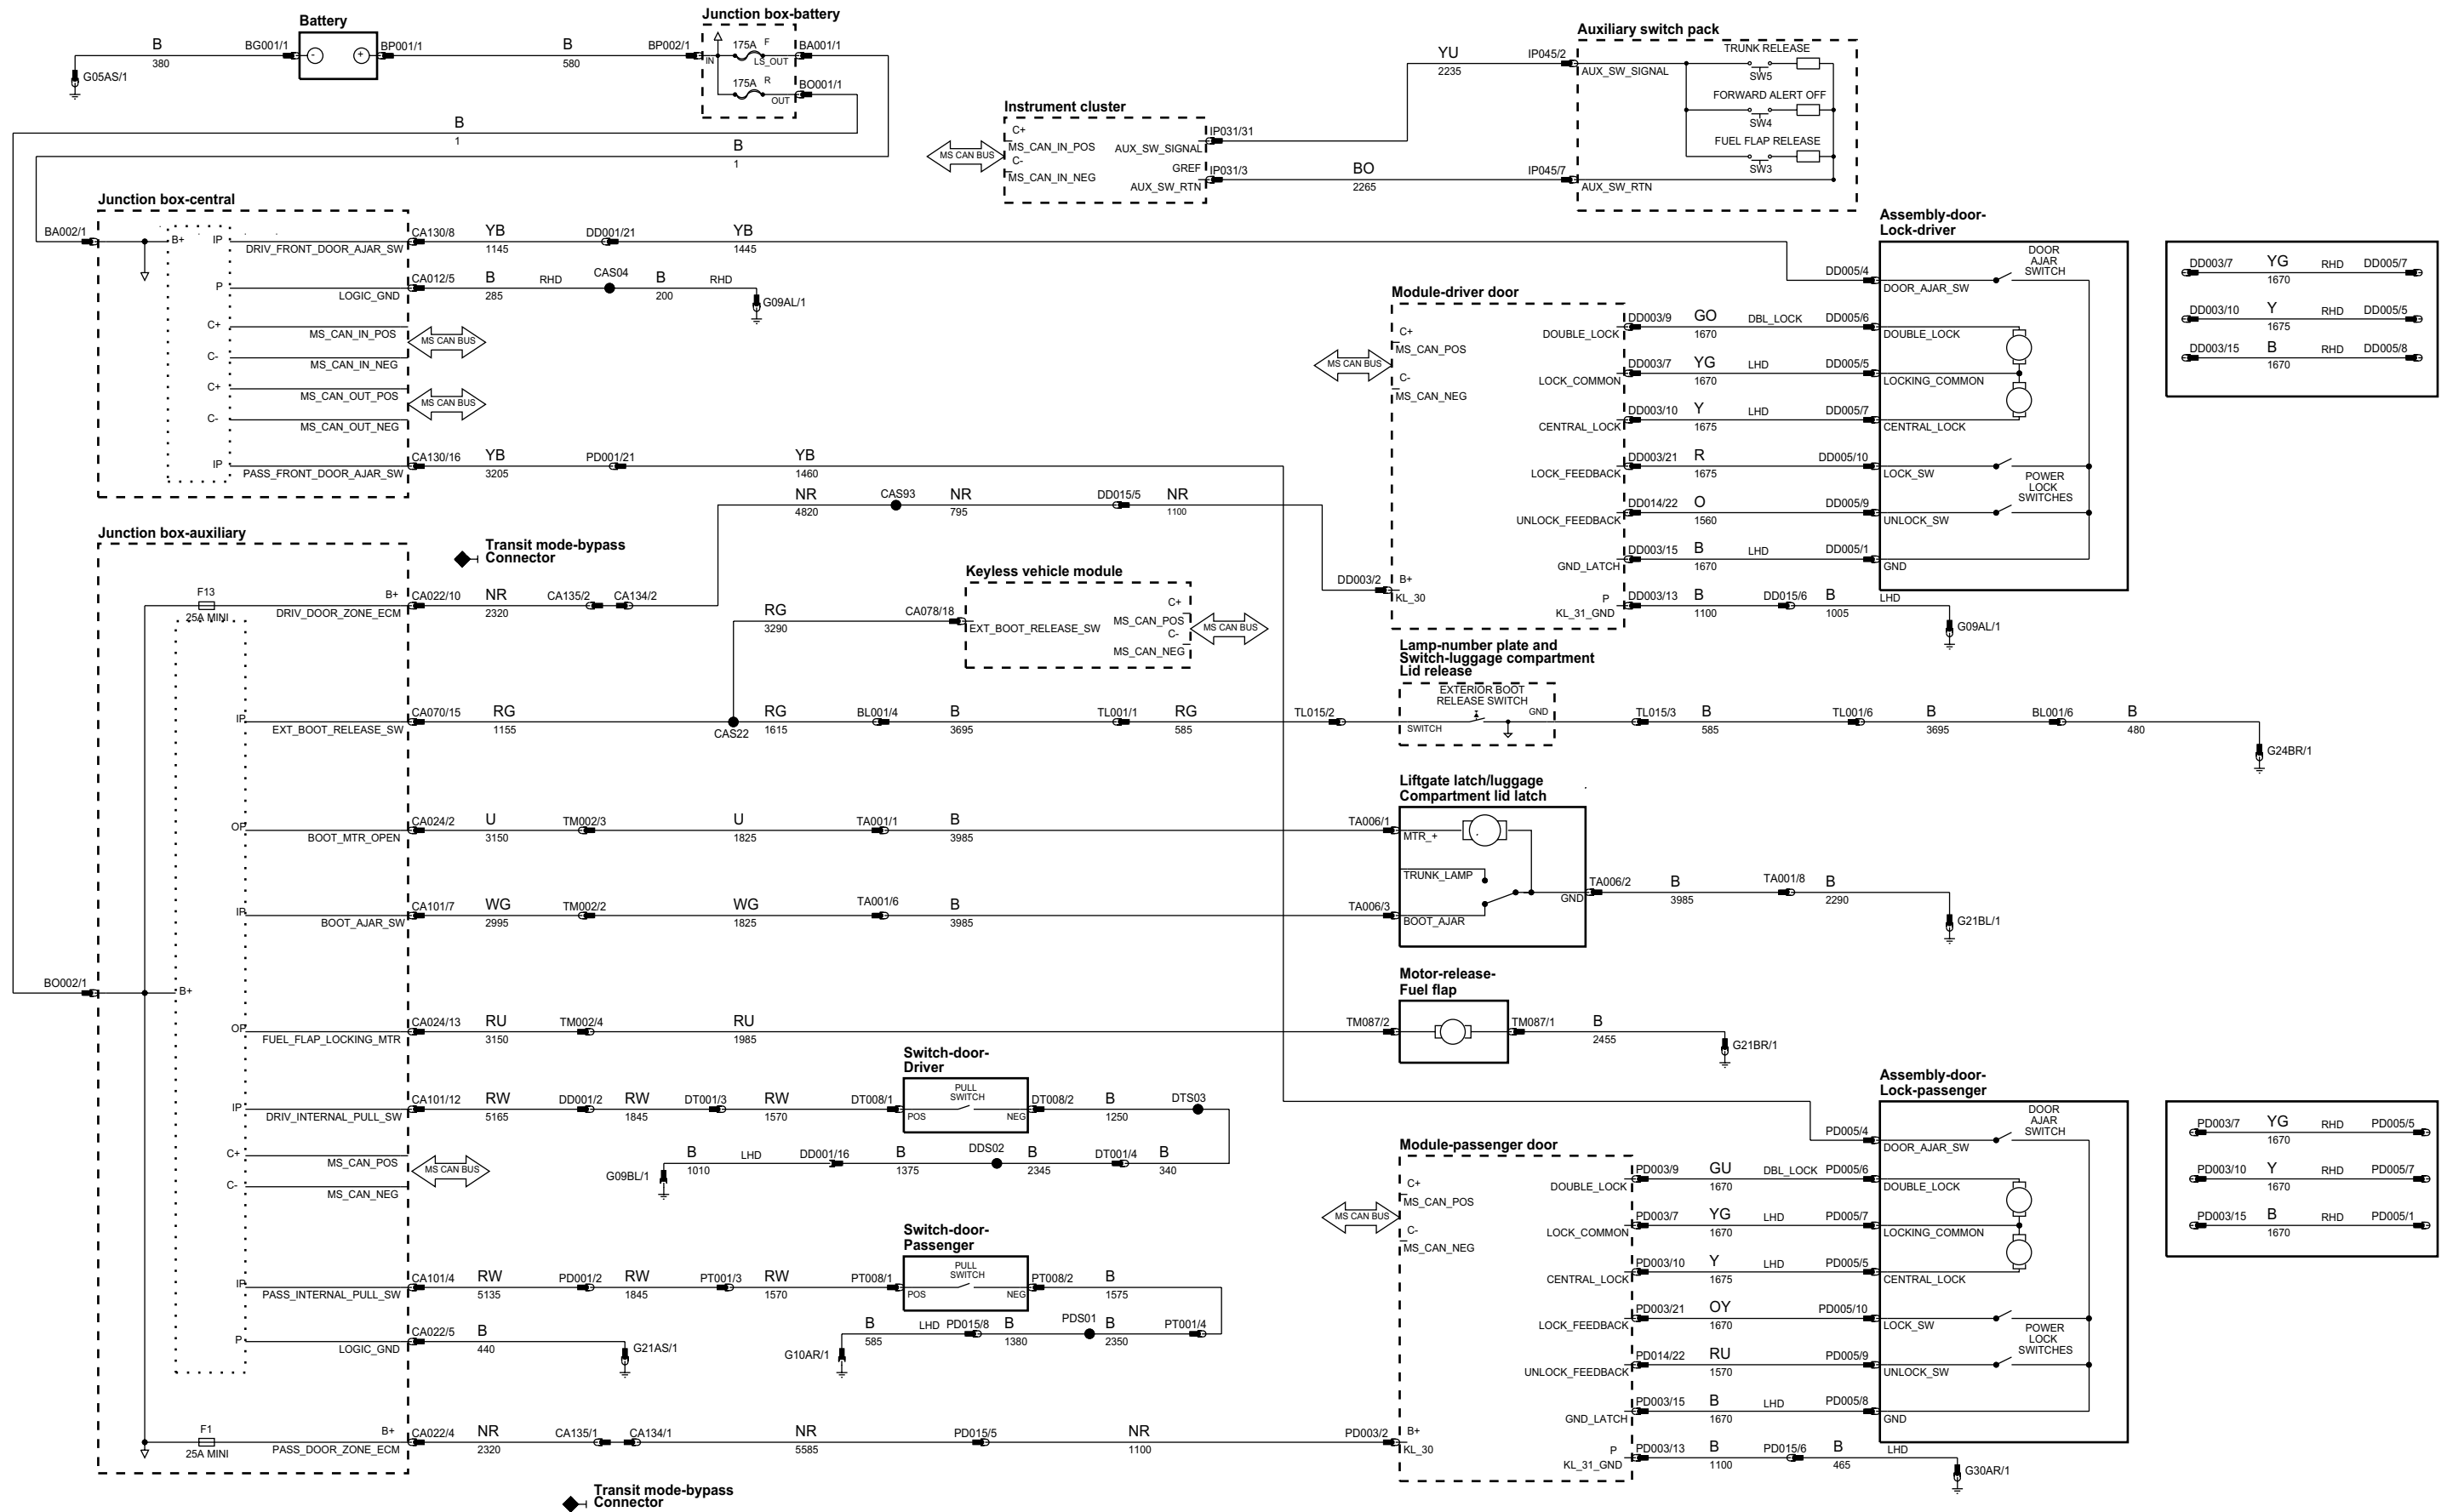 Battery
B
380
BG001/1
BP001/1
G05AS/1
-
+
B
580
BP002/1
Junction box-battery
175A F
LS_OUT
IN
175A R
OUT
BA001/1
BO001/1
B
1
B
1
Auxiliary switch pack
YU
2235
IP045/2
AUX_SW_SIGNAL
TRUNK RELEASE
SW5
FORWARD ALERT OFF
SW4
FUEL FLAP RELEASE
SW3
IP045/7
AUX_SW_RTN
Instrument cluster
MS CAN BUS
C+
MS_CAN_IN_POS
C-
MS_CAN_IN_NEG
AUX_SW_SIGNAL
GREF
AUX_SW_RTN
IP031/31
IP031/3
BO
2265
Junction box-central
BA002/1
B+
IP
DRIV_FRONT_DOOR_AJAR_SW
CA130/8
YB
1145
DD001/21
YB
1445
P
LOGIC_GND
CA012/5
B
285
RHD
CAS04
B
200
RHD
G09AL/1
C+
MS_CAN_IN_POS
C-
MS_CAN_IN_NEG
MS CAN BUS
C+
MS_CAN_OUT_POS
C-
MS_CAN_OUT_NEG
MS CAN BUS
IP
PASS_FRONT_DOOR_AJAR_SW
CA130/16
YB
3205
PD001/21
YB
1460
NR
4820
CAS93
NR
795
DD015/5
NR
1100
Module-driver door
MS CAN BUS
C+
MS_CAN_POS
C-
MS_CAN_NEG
DOUBLE_LOCK
DD003/9
GO
1670
DBL_LOCK
DD005/6
LOCK_COMMON
DD003/7
YG
1670
LHD
DD005/5
CENTRAL_LOCK
DD003/10
Y
1675
LHD
DD005/7
LOCK_FEEDBACK
DD003/21
R
1675
DD005/10
UNLOCK_FEEDBACK
DD014/22
O
1560
DD005/9
GND_LATCH
DD003/15
B
1670
LHD
DD005/1
DD003/2
B+
KL_30
P
KL_31_GND
DD003/13
B
1100
DD015/6
B
1005
LHD
G09AL/1
Assembly-door-
Lock-driver
DD005/4
DOOR_AJAR_SW
DOOR
AJAR
SWITCH
DOUBLE_LOCK
LOCKING_COMMON
CENTRAL_LOCK
LOCK_SW
POWER
LOCK
SWITCHES
UNLOCK_SW
GND
DD003/7
YG
1670
RHD
DD005/7
DD003/10
Y
1675
RHD
DD005/5
DD003/15
B
1670
RHD
DD005/8
Junction box-auxiliary
Transit mode-bypass
Connector
F13
25A MINI
B+
DRIV_DOOR_ZONE_ECM
CA022/10
NR
2320
CA135/2
CA134/2
Keyless vehicle module
RG
3290
CA078/18
EXT_BOOT_RELEASE_SW
C+
MS_CAN_POS
C-
MS_CAN_NEG
MS CAN BUS
Lamp-number plate and
Switch-luggage compartment
Lid release
EXTERIOR BOOT
RELEASE SWITCH
SWITCH
GND
IP
EXT_BOOT_RELEASE_SW
CA070/15
RG
1155
CAS22
RG
1615
BL001/4
B
3695
TL001/1
RG
585
TL015/2
TL015/3
B
585
TL001/6
B
3695
BL001/6
B
480
G24BR/1
Liftgate latch/luggage
Compartment lid latch
OP
BOOT_MTR_OPEN
CA024/2
U
3150
TM002/3
U
1825
TA001/1
B
3985
TA006/1
MTR_+
TRUNK_LAMP
BOOT_AJAR
GND
TA006/2
B
3985
TA001/8
B
2290
G21BL/1
IP
BOOT_AJAR_SW
CA101/7
WG
2995
TM002/2
WG
1825
TA001/6
B
3985
TA006/3
BO002/1
B+
Motor-release-
Fuel flap
OP
FUEL_FLAP_LOCKING_MTR
CA024/13
RU
3150
TM002/4
RU
1985
TM087/2
TM087/1
B
2455
G21BR/1
Switch-door-
Driver
PULL
SWITCH
POS
NEG
IP
DRIV_INTERNAL_PULL_SW
CA101/12
RW
5165
DD001/2
RW
1845
DT001/3
RW
1570
DT008/1
DT008/2
B
1250
DTS03
C+
MS_CAN_POS
C-
MS_CAN_NEG
MS CAN BUS
G09BL/1
B
1010
LHD
DD001/16
B
1375
DDS02
B
2345
DT001/4
B
340
Switch-door-
Passenger
PULL
SWITCH
POS
NEG
IP
PASS_INTERNAL_PULL_SW
CA101/4
RW
5135
PD001/2
RW
1845
PT001/3
RW
1570
PT008/1
PT008/2
B
1575
P
LOGIC_GND
CA022/5
B
440
G21AS/1
G10AR/1
B
585
LHD
PD015/8
B
1380
PDS01
B
2350
PT001/4
F1
25A MINI
B+
PASS_DOOR_ZONE_ECM
CA022/4
NR
2320
CA135/1
CA134/1
NR
5585
PD015/5
NR
1100
PD003/2
Transit mode-bypass
Connector
Module-passenger door
MS CAN BUS
C+
MS_CAN_POS
C-
MS_CAN_NEG
DOUBLE_LOCK
PD003/9
GU
1670
DBL_LOCK
PD005/6
LOCK_COMMON
PD003/7
YG
1670
LHD
PD005/7
CENTRAL_LOCK
PD003/10
Y
1675
LHD
PD005/5
LOCK_FEEDBACK
PD003/21
OY
1670
PD005/10
UNLOCK_FEEDBACK
PD014/22
RU
1570
PD005/9
GND_LATCH
PD003/15
B
1670
LHD
PD005/8
B+
KL_30
P
KL_31_GND
PD003/13
B
1100
PD015/6
B
465
LHD
G30AR/1
Assembly-door-
Lock-passenger
PD005/4
DOOR_AJAR_SW
DOOR
AJAR
SWITCH
DOUBLE_LOCK
LOCKING_COMMON
CENTRAL_LOCK
LOCK_SW
POWER
LOCK
SWITCHES
UNLOCK_SW
GND
PD003/7
YG
1670
RHD
PD005/5
PD003/10
Y
1670
RHD
PD005/7
PD003/15
B
1670
RHD
PD005/1